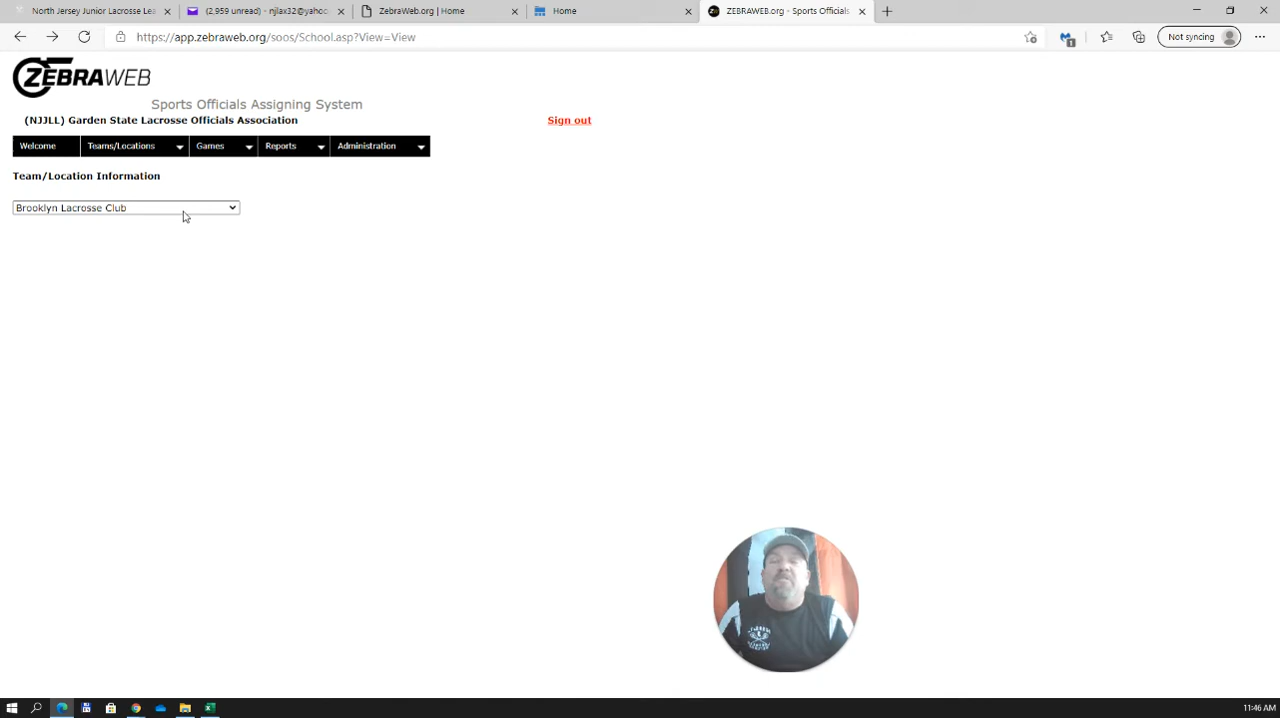 North Jersey Junior Lacrosse Lea
(2,959 unread) - njlax32@yahoo
ZebraWeb.org | Home
Home
ZEBRAWEB.org - Sports Officials
https://app.zebraweb.org/soos/School.asp?View=View
1
Not syncing
ZEBRAWEB
Sports Officials Assigning System
(NJJLL) Garden State Lacrosse Officials Association
Sign out
Welcome
Teams/Locations
Games
Reports
Administration
Team/Location Information
Brooklyn Lacrosse Club
11:46 AM